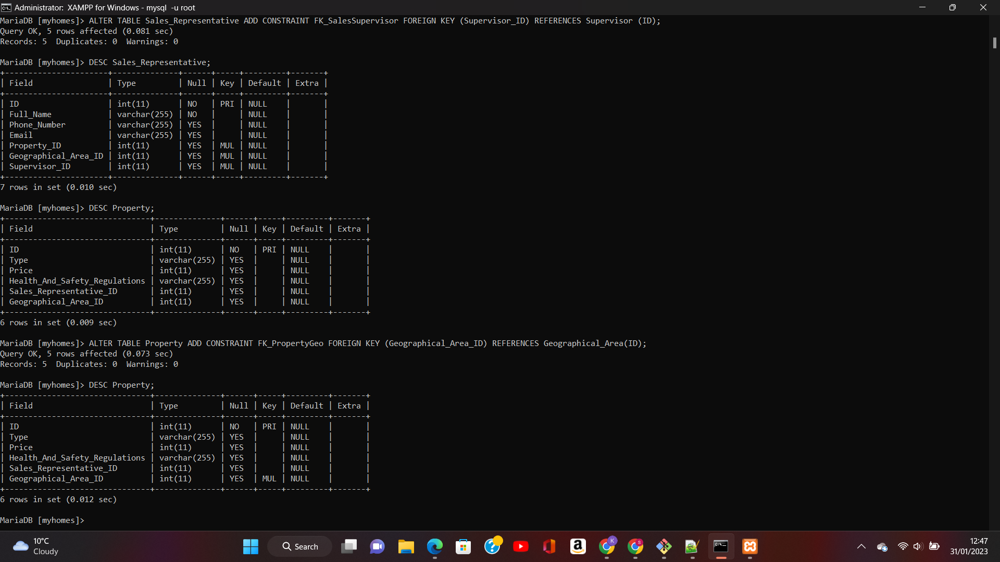 Administrator:  XAMPP for Windows - mysql  -u root
MariaDB [myhomes]> ALTER TABLE Sales_Representative ADD CONSTRAINT FK_SalesSupervisor FOREIGN KEY (Supervisor_ID) REFERENCES Supervisor (ID);
Query OK, 5 rows affected (0.081 sec)
Records: 5  Duplicates: 0  Warnings: 0

MariaDB [myhomes]> DESC Sales_Representative;
+----------------------+--------------+------+-----+---------+-------+
| Field                | Type         | Null | Key | Default | Extra |
+----------------------+--------------+------+-----+---------+-------+
| ID                   | int(11)      | NO   | PRI | NULL    |       |
| Full_Name            | varchar(255) | NO   |     | NULL    |       |
| Phone_Number         | varchar(255) | YES  |     | NULL    |       |
| Email                | varchar(255) | YES  |     | NULL    |       |
| Property_ID          | int(11)      | YES  | MUL | NULL    |       |
| Geographical_Area_ID | int(11)      | YES  | MUL | NULL    |       |
| Supervisor_ID        | int(11)      | YES  | MUL | NULL    |       |
+----------------------+--------------+------+-----+---------+-------+
7 rows in set (0.010 sec)

MariaDB [myhomes]> DESC Property;
+-------------------------------+--------------+------+-----+---------+-------+
| Field                         | Type         | Null | Key | Default | Extra |
+-------------------------------+--------------+------+-----+---------+-------+
| ID                            | int(11)      | NO   | PRI | NULL    |       |
| Type                          | varchar(255) | YES  |     | NULL    |       |
| Price                         | int(11)      | YES  |     | NULL    |       |
| Health_And_Safety_Regulations | varchar(255) | YES  |     | NULL    |       |
| Sales_Representative_ID       | int(11)      | YES  |     | NULL    |       |
| Geographical_Area_ID          | int(11)      | YES  |     | NULL    |       |
+-------------------------------+--------------+------+-----+---------+-------+
6 rows in set (0.009 sec)

MariaDB [myhomes]> ALTER TABLE Property ADD CONSTRAINT FK_PropertyGeo FOREIGN KEY (Geographical_Area_ID) REFERENCES Geographical_Area(ID);
Query OK, 5 rows affected (0.073 sec)
Records: 5  Duplicates: 0  Warnings: 0

MariaDB [myhomes]> DESC Property;
+-------------------------------+--------------+------+-----+---------+-------+
| Field                         | Type         | Null | Key | Default | Extra |
+-------------------------------+--------------+------+-----+---------+-------+
| ID                            | int(11)      | NO   | PRI | NULL    |       |
| Type                          | varchar(255) | YES  |     | NULL    |       |
| Price                         | int(11)      | YES  |     | NULL    |       |
| Health_And_Safety_Regulations | varchar(255) | YES  |     | NULL    |       |
| Sales_Representative_ID       | int(11)      | YES  |     | NULL    |       |
| Geographical_Area_ID          | int(11)      | YES  | MUL | NULL    |       |
+-------------------------------+--------------+------+-----+---------+-------+
6 rows in set (0.012 sec)

MariaDB [myhomes]>
10°C
Cloudy
Search
K
S
12:47
31/01/2023